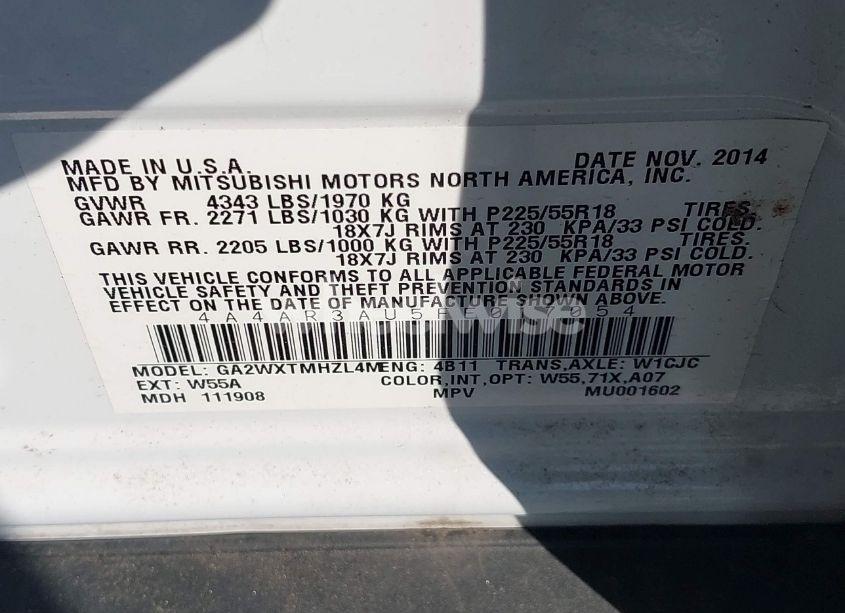 MADE IN U.S.A. DATE NOV. 2014
MFD BY MITSUBISHI MOTORS NORTH AMERICA, INC.
GVWR 4343 LBS/1970 KG
GAWR FR. 2271 LBS/1030 KG WITH P225/55R18 TIRES.
18X7J RIMS AT 230 KPA/33 PSI COLD.
GAWR RR. 2205 LBS/1000 KG WITH P225/55R18 TIRES.
18X7J RIMS AT 230 KPA/33 PSI COLD.
THIS VEHICLE CONFORMS TO ALL APPLICABLE FEDERAL MOTOR
VEHICLE SAFETY AND THEFT PREVENTION STANDARDS IN
EFFECT ON THE DATE OF MANUFACTURE SHOWN ABOVE.
MODEL: GA2WXTMHZL4M ENG: 4B11 TRANS,AXLE: W1CJC
EXT: W55A COLOR,INT,OPT: W55,71X,A07
MDH 111908 MPV MU001602